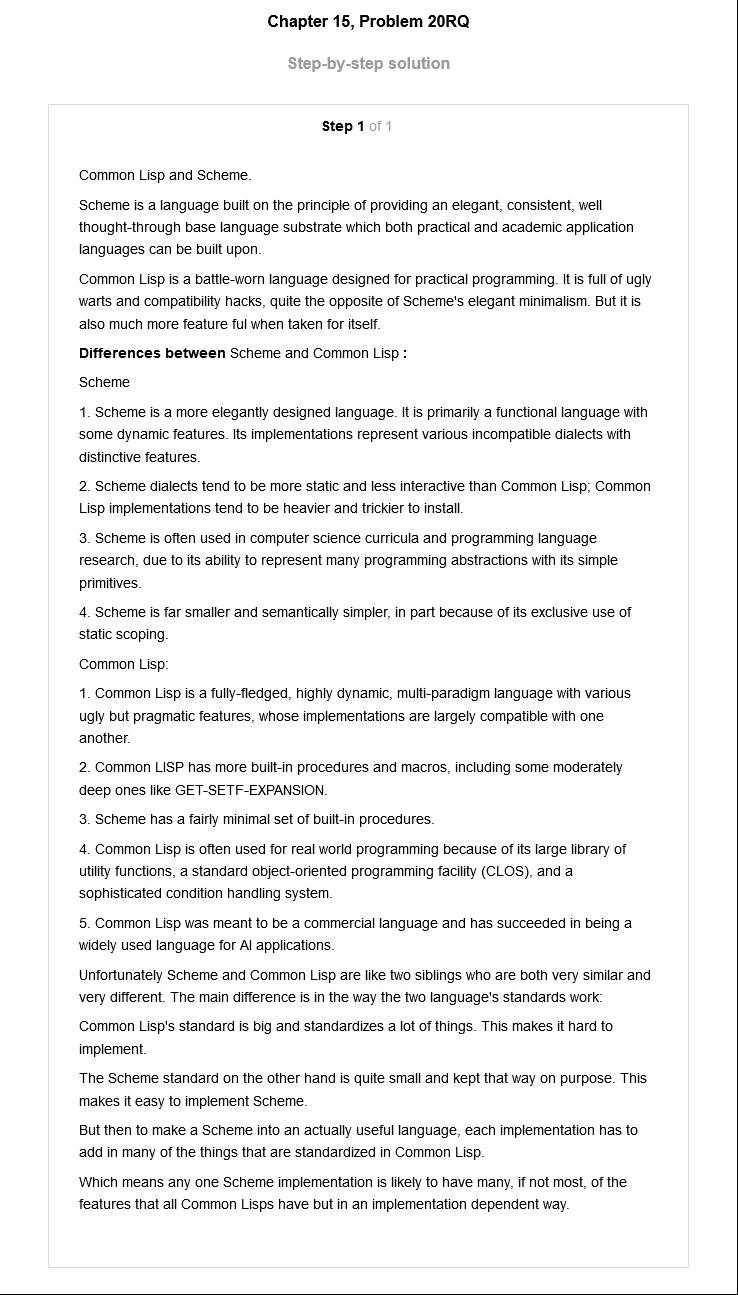 Chapter 15, Problem 20RQ
Step-by-step solution
Step 1 of 1
Common Lisp and Scheme.
Scheme is a language built on the principle of providing an elegant, consistent, well
thought-through base language substrate which both practical and academic application
languages can be built upon.
Common Lisp is a battle-worn language designed for practical programming. It is full of ugly
warts and compatibility hacks, quite the opposite of Scheme's elegant minimalism. But it is
also much more feature ful when taken for itself.
Differences between Scheme and Common Lisp :
Scheme
1. Scheme is a more elegantly designed language. It is primarily a functional language with
some dynamic features. Its implementations represent various incompatible dialects with
distinctive features.
2. Scheme dialects tend to be more static and less interactive than Common Lisp; Common
Lisp implementations tend to be heavier and trickier to install.
3. Scheme is often used in computer science curricula and programming language
research, due to its ability to represent many programming abstractions with its simple
primitives.
4. Scheme is far smaller and semantically simpler, in part because of its exclusive use of
static scoping.
Common Lisp:
1. Common Lisp is a fully-fledged, highly dynamic, multi-paradigm language with various
ugly but pragmatic features, whose implementations are largely compatible with one
another.
2. Common LISP has more built-in procedures and macros, including some moderately
deep ones like GET-SETF-EXPANSION.
3. Scheme has a fairly minimal set of built-in procedures.
4. Common Lisp is often used for real world programming because of its large library of
utility functions, a standard object-oriented programming facility (CLOS), and a
sophisticated condition handling system.
5. Common Lisp was meant to be a commercial language and has succeeded in being a
widely used language for AI applications.
Unfortunately Scheme and Common Lisp are like two siblings who are both very similar and
very different. The main difference is in the way the two language's standards work:
Common Lisp's standard is big and standardizes a lot of things. This makes it hard to
implement.
The Scheme standard on the other hand is quite small and kept that way on purpose. This
makes it easy to implement Scheme.
But then to make a Scheme into an actually useful language, each implementation has to
add in many of the things that are standardized in Common Lisp.
Which means any one Scheme implementation is likely to have many, if not most, of the
features that all Common Lisps have but in an implementation dependent way.